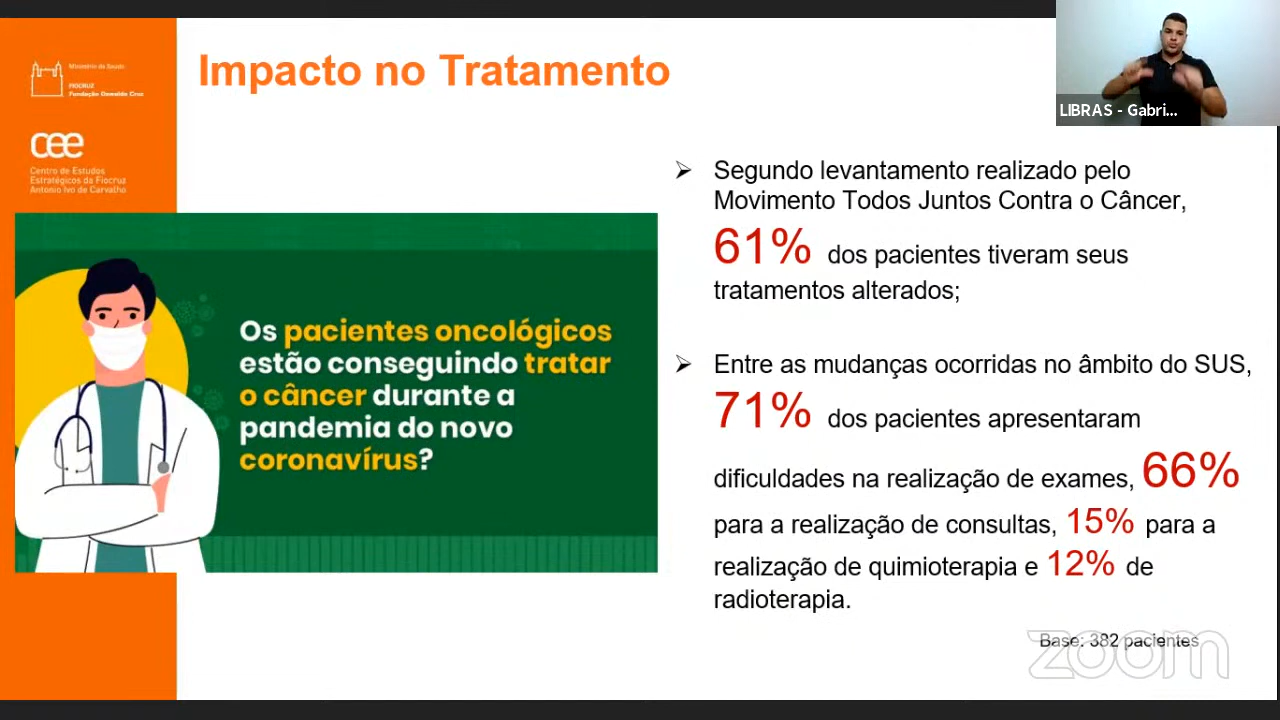 Impacto no Tratamento
LIBRAS - Gabri...
Ministério da Saúde
FIOCRUZ
Fundação Oswaldo Cruz
cee
Centro de Estudos
Estratégicos da Fiocruz
Antonio Ivo de Carvalho
Os pacientes oncológicos
estão conseguindo tratar
o câncer durante a
pandemia do novo
coronavírus?
➢ Segundo levantamento realizado pelo
Movimento Todos Juntos Contra o Câncer,
61% dos pacientes tiveram seus
tratamentos alterados;
➢ Entre as mudanças ocorridas no âmbito do SUS,
71% dos pacientes apresentaram
dificuldades na realização de exames, 66%
para a realização de consultas, 15% para a
realização de quimioterapia e 12% de
radioterapia.
Base: 382 pacientes
zoom